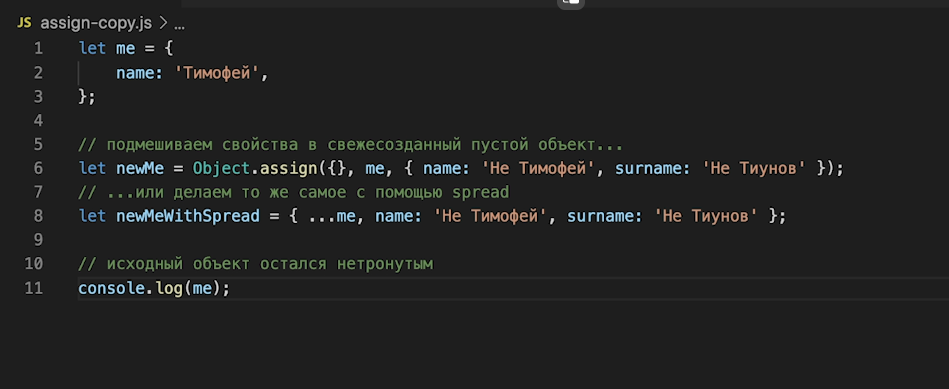 JS assign-copy.js > ...
1 let me = {
2 name: 'Тимофей',
3 };
4
5 // подмешиваем свойства в свежесозданный пустой объект...
6 let newMe = Object.assign({}, me, { name: 'Не Тимофей', surname: 'Не Тиунов' });
7 // ...или делаем то же самое с помощью spread
8 let newMeWithSpread = { ...me, name: 'Не Тимофей', surname: 'Не Тиунов' };
9
10 // исходный объект остался нетронутым
11 console.log(me);